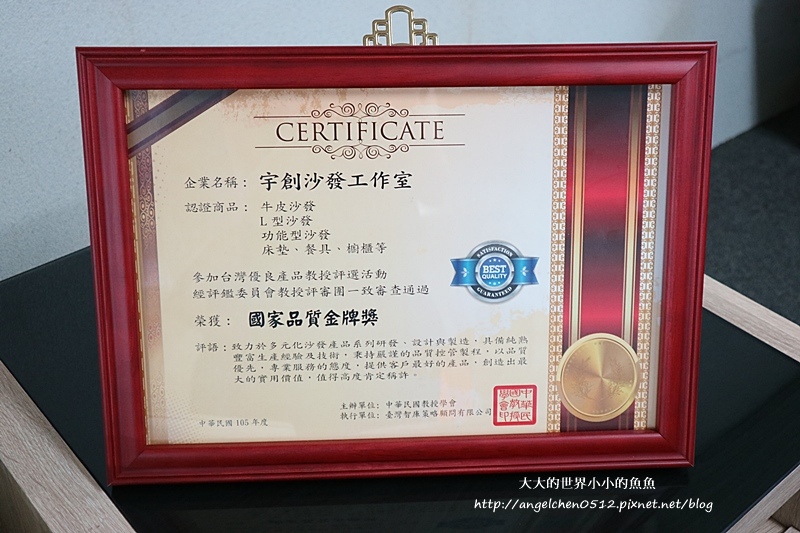 CERTIFICATE
企業名稱：宇創沙發工作室
認證商品：牛皮沙發
L型沙發
功能型沙發
床墊、餐具、櫥櫃等
參加台灣優良產品教授評選活動
經評鑑委員會教授評審團一致審查通過
SATISFACTION
BEST
QUALITY
GUARANTEED
榮獲：國家品質金牌獎
評語：致力於多元化沙發產品系列研發，設計與製造，具備純熟
豐富生產經驗及技術，秉持嚴謹的品質控管製程，以品質
優先，專業服務的態度，提供客戶最好的產品，創造出最
大的實用價值，值得高度肯定稱許。
主辦單位：中華民國教授學會
執行單位：臺灣智庫策略顧問有限公司
中華民國105年度
中華民國教授學會印
大大的世界小小的魚魚
http://angelchen0512.pixnet.net/blog